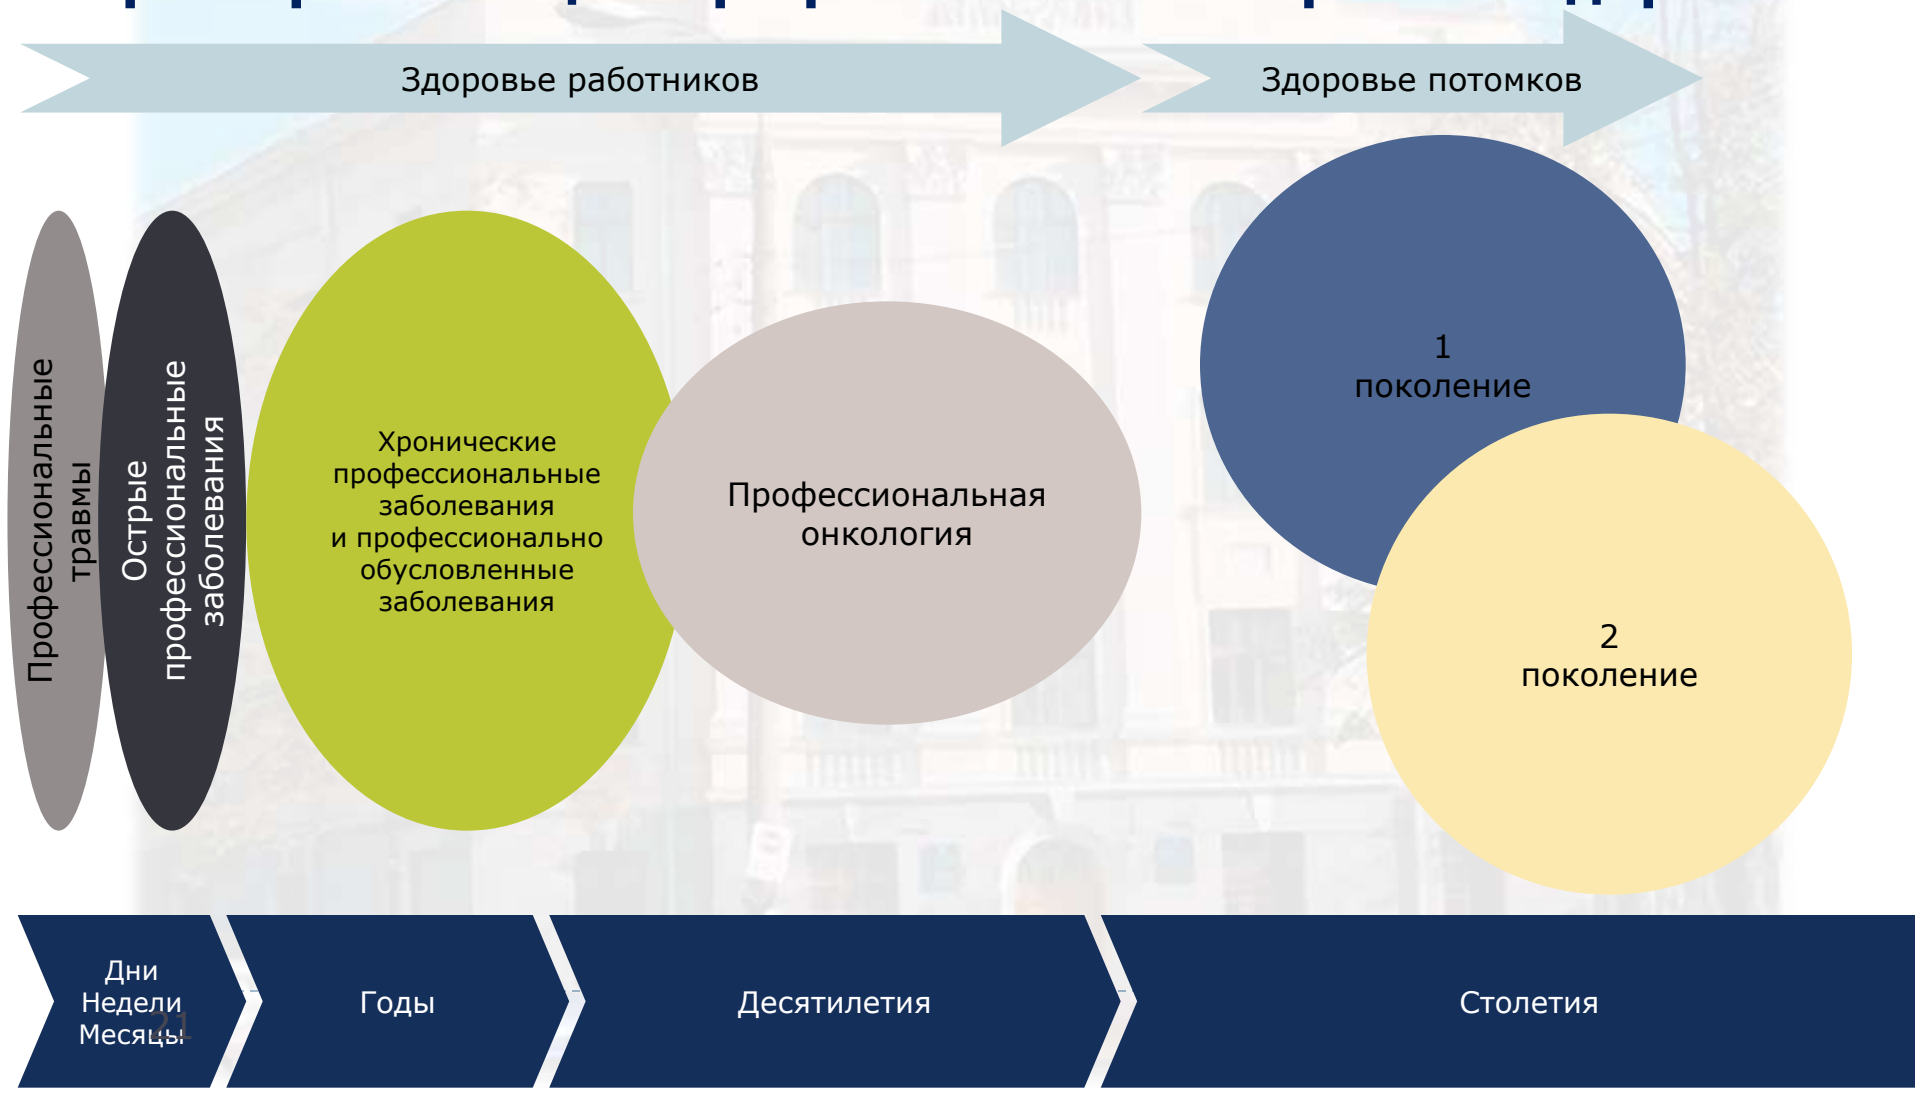 Здоровье работников
Здоровье потомков
Профессиональные
травмы
Острые
профессиональные
заболевания
Хронические
профессиональные
заболевания
и профессионально
обусловленные
заболевания
Профессиональная
онкология
1
поколение
2
поколение
Дни
Недели
Месяцы
21
Годы
Десятилетия
Столетия